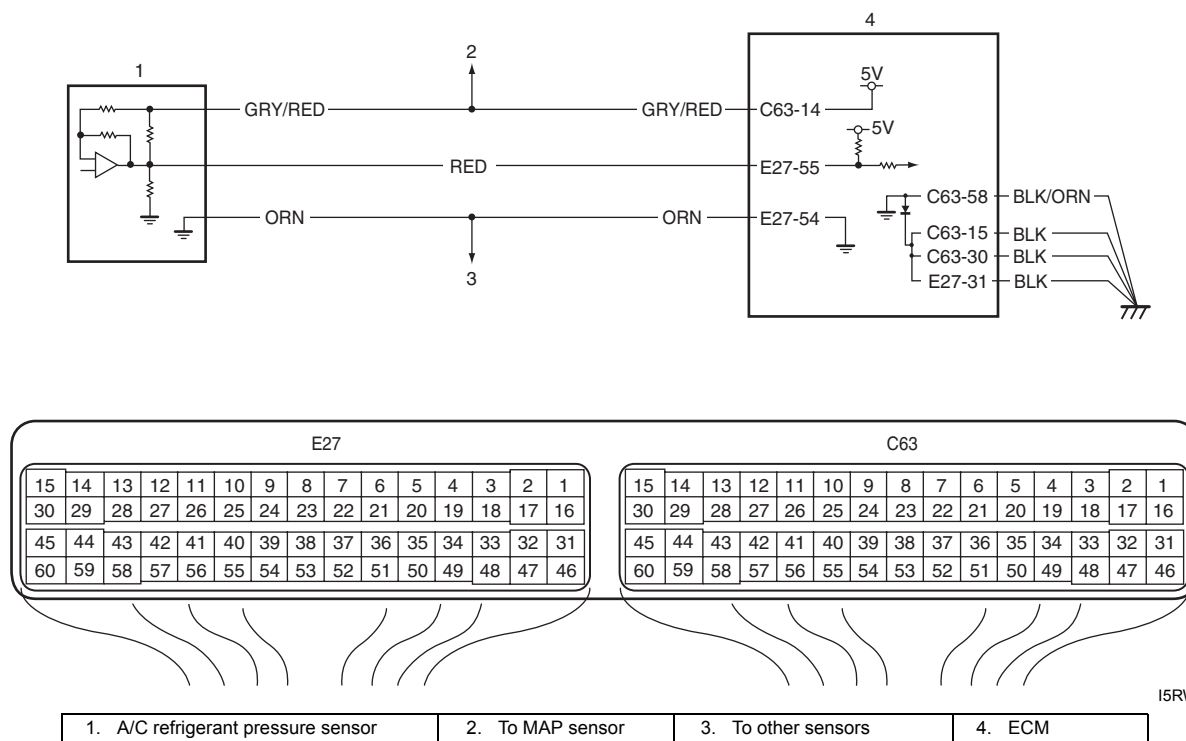 4
2
1
5V
GRY/RED GRY/RED C63-14
5V
RED E27-55
C63-58 BLK/ORN
ORN ORN E27-54
C63-15 BLK
C63-30 BLK
3
E27-31 BLK
E27 C63
15 14 13 12 11 10 9 8 7 6 5 4 3 2 1 15 14 13 12 11 10 9 8 7 6 5 4 3 2 1
30 29 28 27 26 25 24 23 22 21 20 19 18 17 16 30 29 28 27 26 25 24 23 22 21 20 19 18 17 16
45 44 43 42 41 40 39 38 37 36 35 34 33 32 31 45 44 43 42 41 40 39 38 37 36 35 34 33 32 31
60 59 58 57 56 55 54 53 52 51 50 49 48 47 46 60 59 58 57 56 55 54 53 52 51 50 49 48 47 46
1. A/C refrigerant pressure sensor 2. To MAP sensor 3. To other sensors 4. ECM